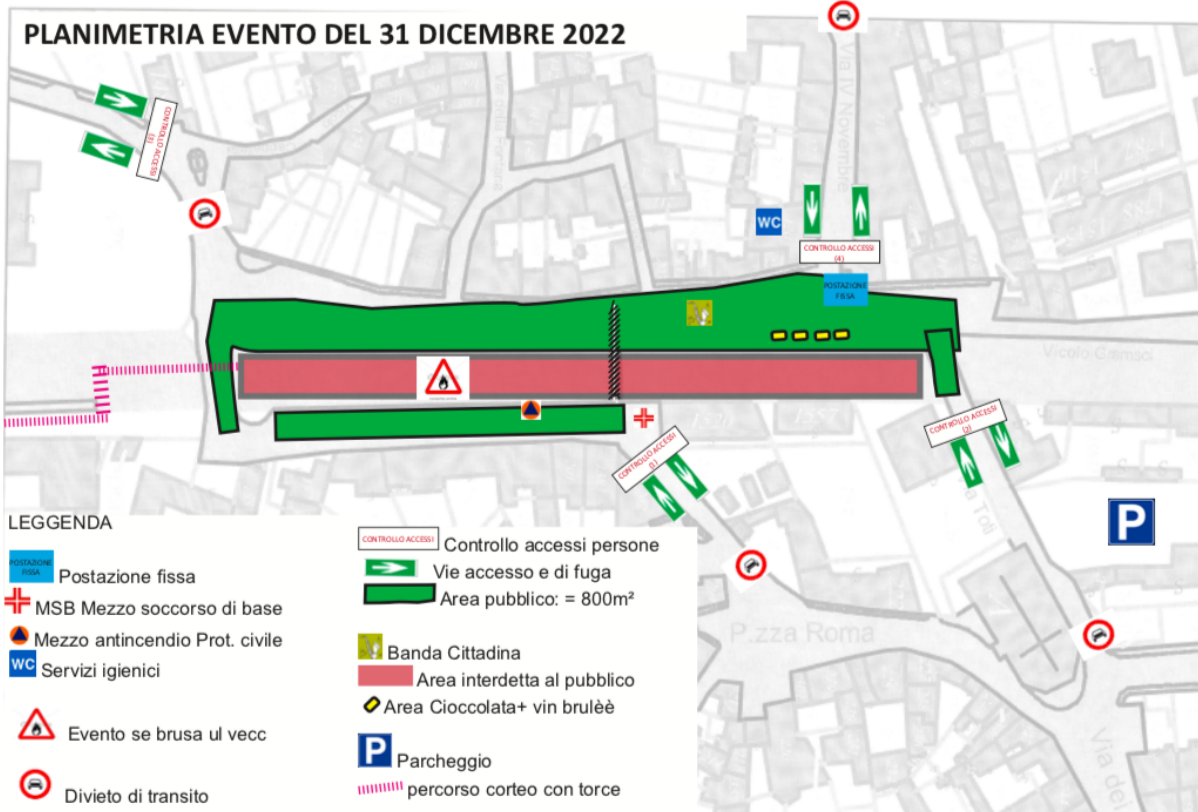 PLANIMETRIA EVENTO DEL 31 DICEMBRE 2022
CONTROLLO ACCESSI
(3)
Via IV Novembre
WC
CONTROLLO ACCESSI
(4)
POSTAZIONE
FISSA
Vicolo Gramsci
CONTROLLO ACCESSI
(1)
CONTROLLO ACCESSI
(2)
Toti
P
P.zza Roma
LEGGENDA
POSTAZIONE
FISSA
Postazione fissa
MSB Mezzo soccorso di base
Mezzo antincendio Prot. civile
WC Servizi igienici
Evento se brusa ul vecc
Divieto di transito
CONTROLLO ACCESSI Controllo accessi persone
Vie accesso e di fuga
Area pubblico: = 800m²
Banda Cittadina
Area interdetta al pubblico
Area Cioccolata+ vin brulèè
P Parcheggio
percorso corteo con torce